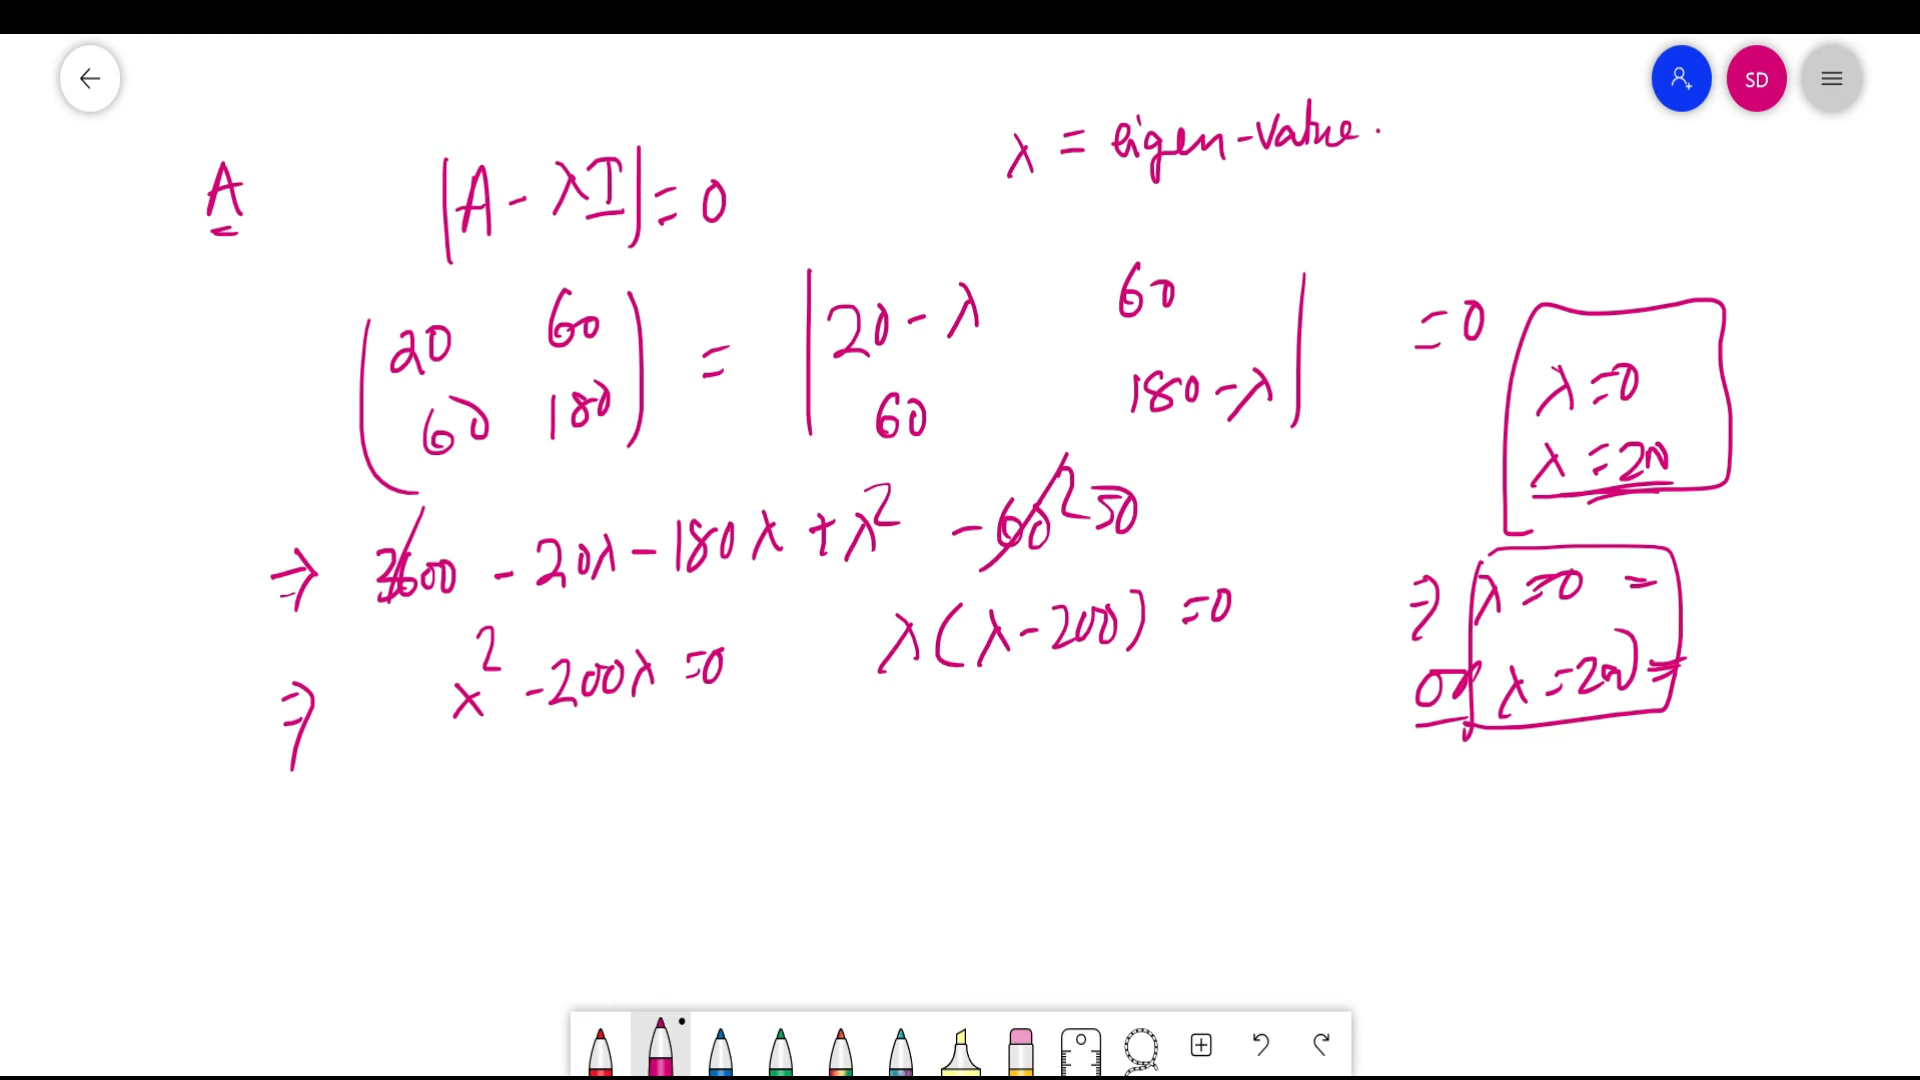 SD
λ = eigen-value.
A |A - λI| = 0
(20 60 60 180) = |20-λ 60 60 180-λ| = 0
λ = 0
λ = 200
⇒ 3600 - 20λ - 180λ + λ² - 60² = 0
⇒ λ² - 200λ = 0 λ(λ - 200) = 0 ⇒ λ = 0
or λ = 200